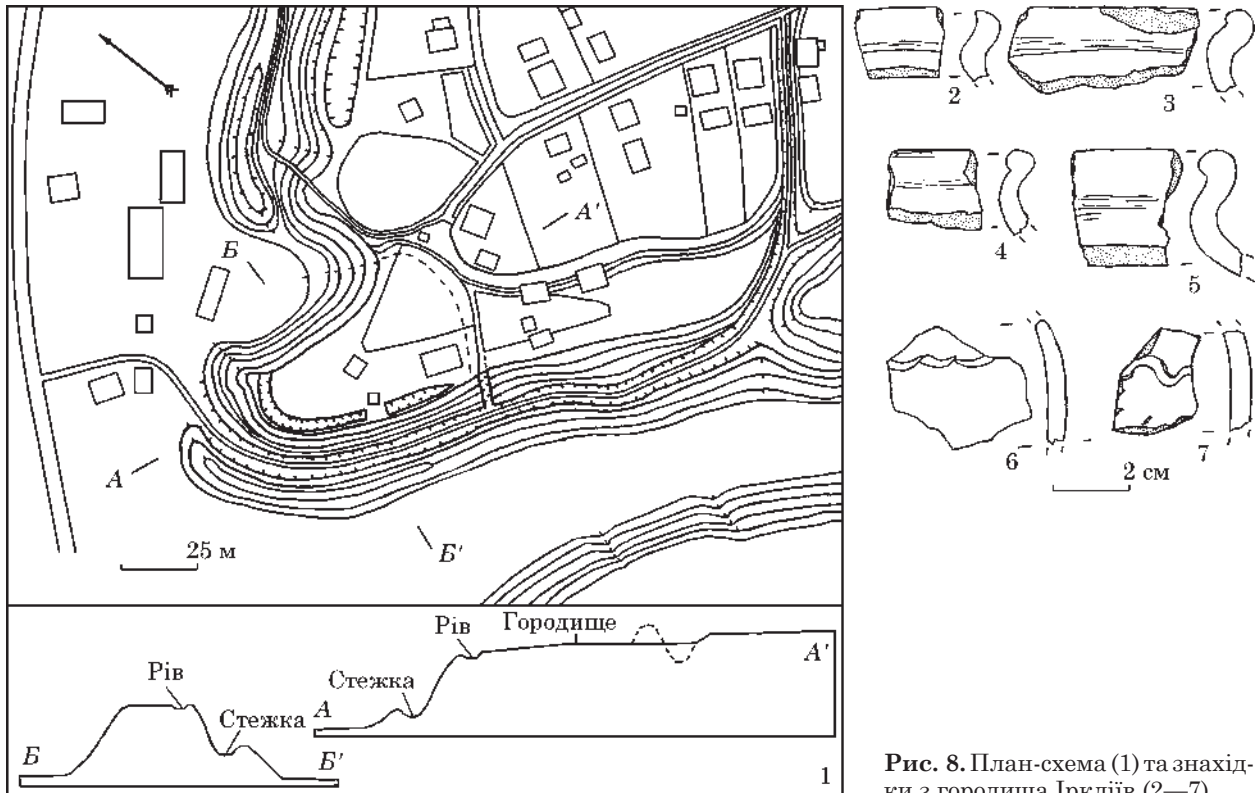 Б
А'
А
Б'
25 м
Рів
Стежка
Б
Б'
Рів
Городище
Стежка
А
А'
1
2
3
4
5
6
7
2 см
Рис. 8. План-схема (1) та знахід-
ки з городища Іркліїв (2—7)